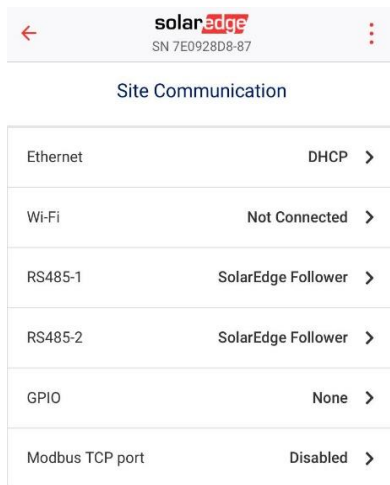 solaredge
SN 7E0928D8-87
Site Communication
Ethernet DHCP
Wi-Fi Not Connected
RS485-1 SolarEdge Follower
RS485-2 SolarEdge Follower
GPIO None
Modbus TCP port Disabled